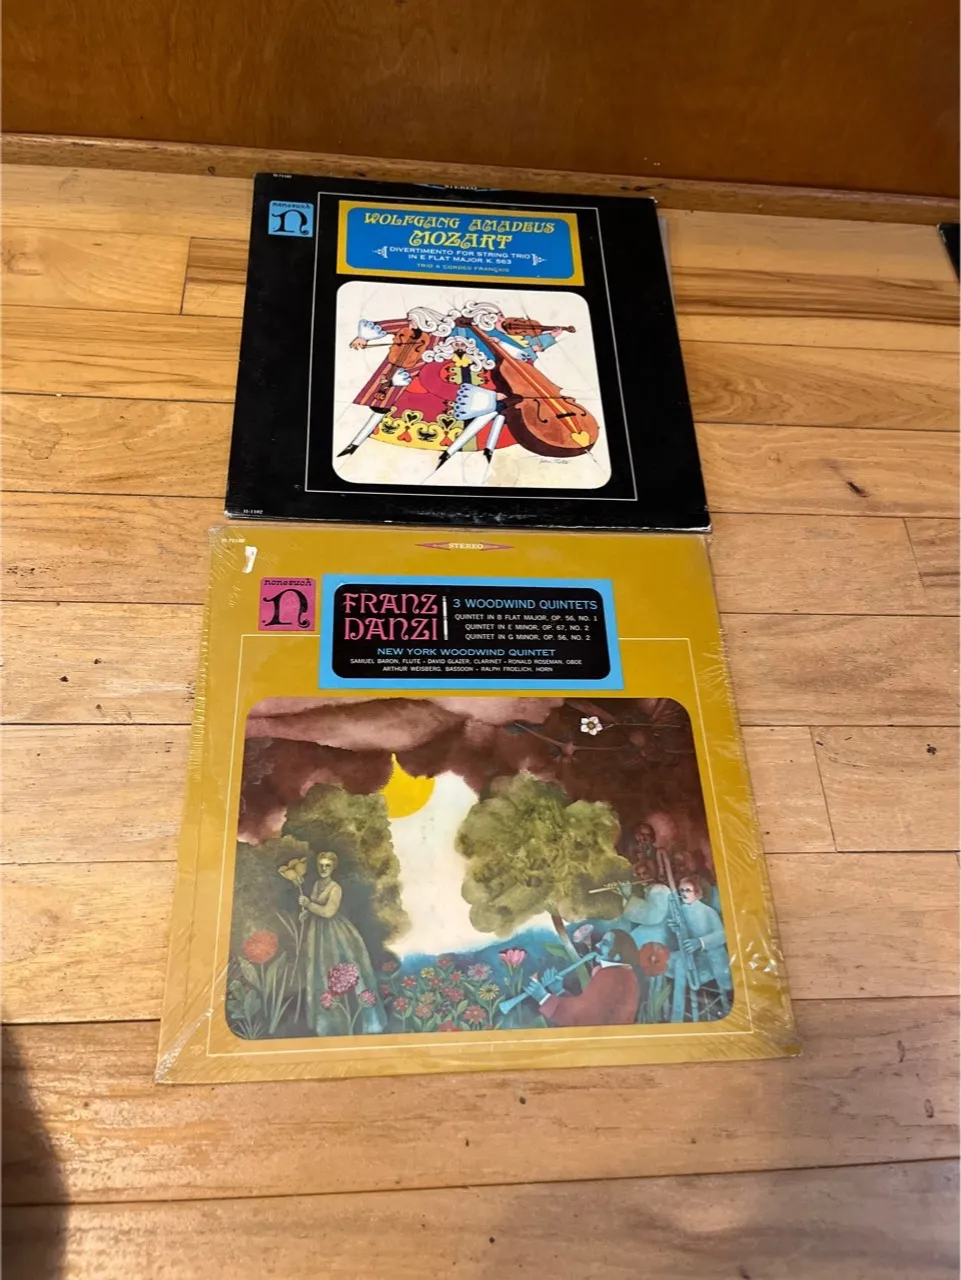 STEREO
nonesuch
n
WOLFGANG AMADEUS
MOZART
DIVERTIMENTO FOR STRING TRIO
IN E FLAT MAJOR K. 563
TRIO À CORDES FRANÇAIS
H-1102
STEREO
nonesuch
n
FRANZ
DANZI
3 WOODWIND QUINTETS
QUINTET IN B FLAT MAJOR, OP. 56, NO. 1
QUINTET IN E MINOR, OP. 67, NO. 2
QUINTET IN G MINOR, OP. 56, NO. 2
NEW YORK WOODWIND QUINTET
SAMUEL BARON, FLUTE • DAVID GLAZER, CLARINET • RONALD ROSEMAN, OBOE
ARTHUR WEISBERG, BASSOON • RALPH FROELICH, HORN